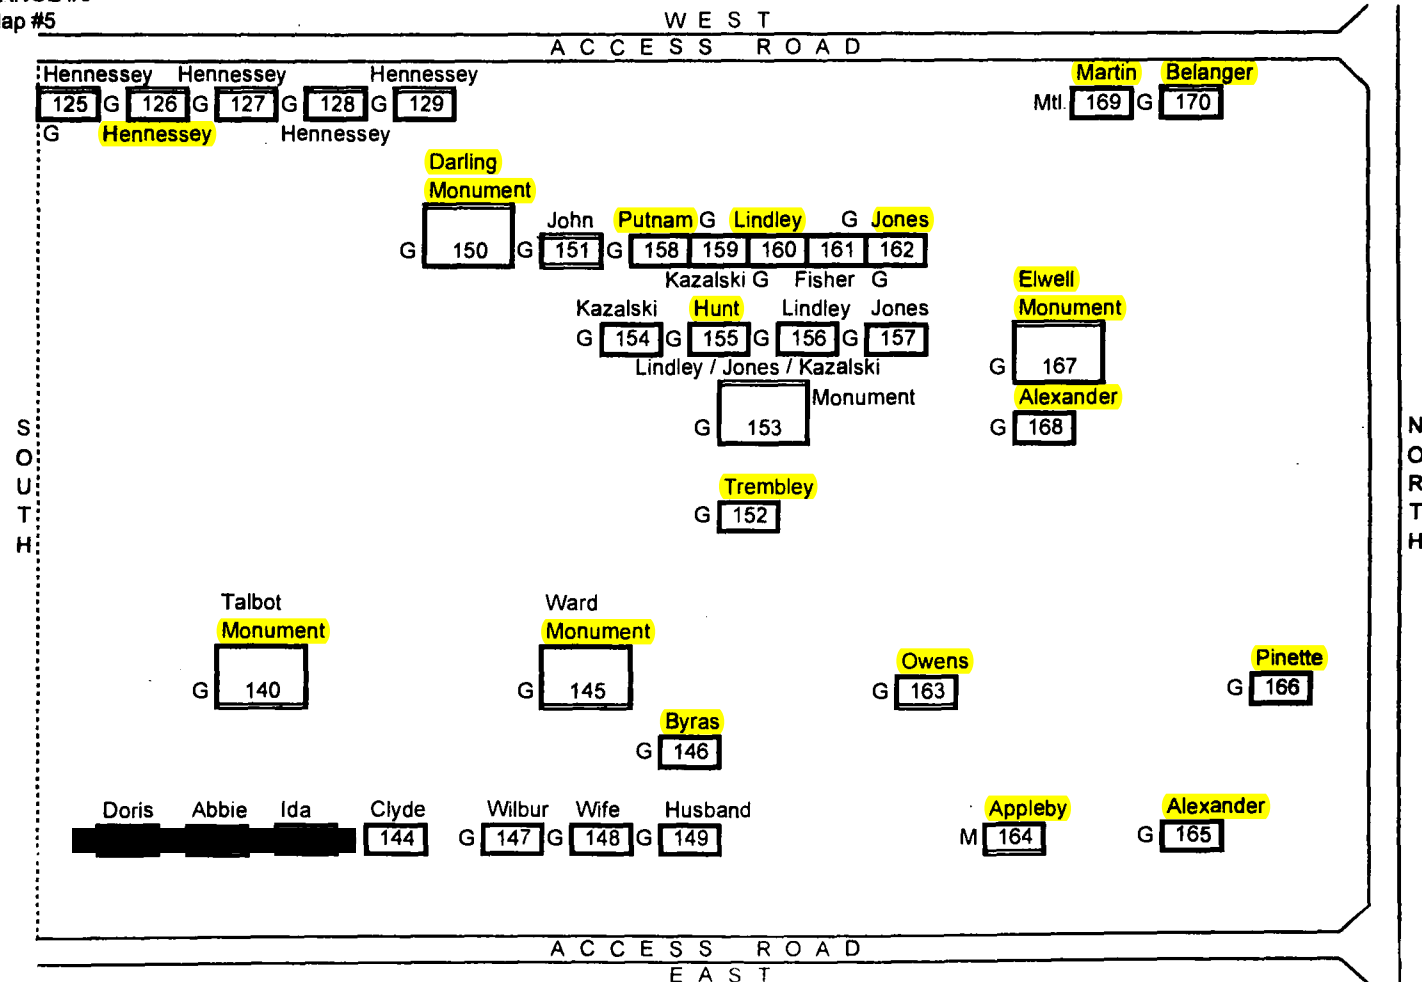 #5
WEST
ACCESS ROAD
Hennessey Hennessey Hennessey Martin Belanger
125 G 126 G 127 G 128 G 129 Mtl. 169 G 170
G Hennessey Hennessey
Darling
Monument
John Putnam G Lindley G Jones
G 150 G 151 G 158 159 160 161 162
Kazalski G Fisher G Elwell
Kazalski Hunt Lindley Jones Monument
G 154 G 155 G 156 G 157
Lindley / Jones / Kazalski G 167
Monument Alexander
G 153 G 168
SOUTH
NORTH
Trembley
G 152
Talbot Ward
Monument Monument
Owens Pinette
G 140 G 145 G 163 G 166
Byras
G 146
Doris Abbie Ida Clyde Wilbur Wife Husband Appleby Alexander
144 G 147 G 148 G 149 M 164 G 165
ACCESS ROAD
EAST